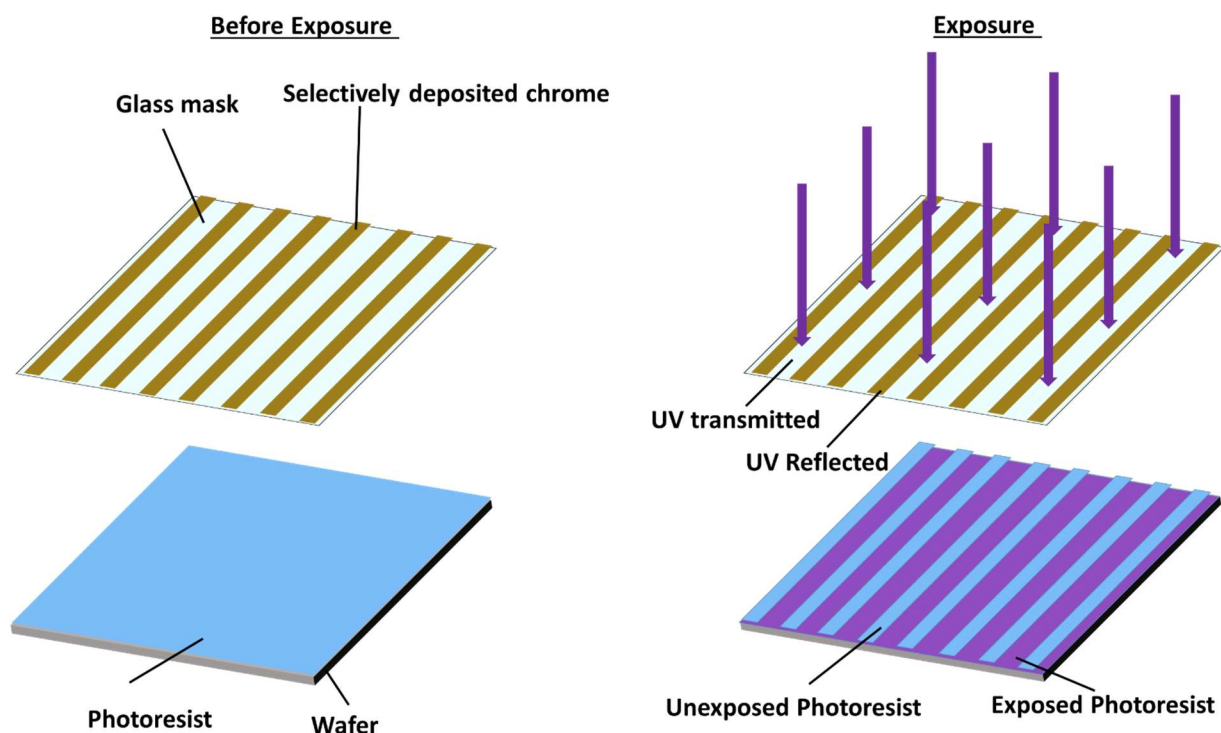 Before Exposure
Glass mask
Selectively deposited chrome
Photoresist
Wafer
Exposure
UV transmitted
UV Reflected
Unexposed Photoresist
Exposed Photoresist